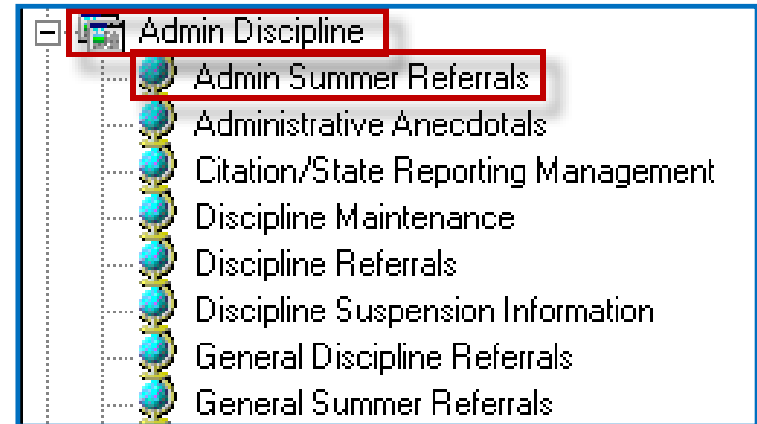 Admin Discipline
Admin Summer Referrals
Administrative Anecdotals
Citation/State Reporting Management
Discipline Maintenance
Discipline Referrals
Discipline Suspension Information
General Discipline Referrals
General Summer Referrals